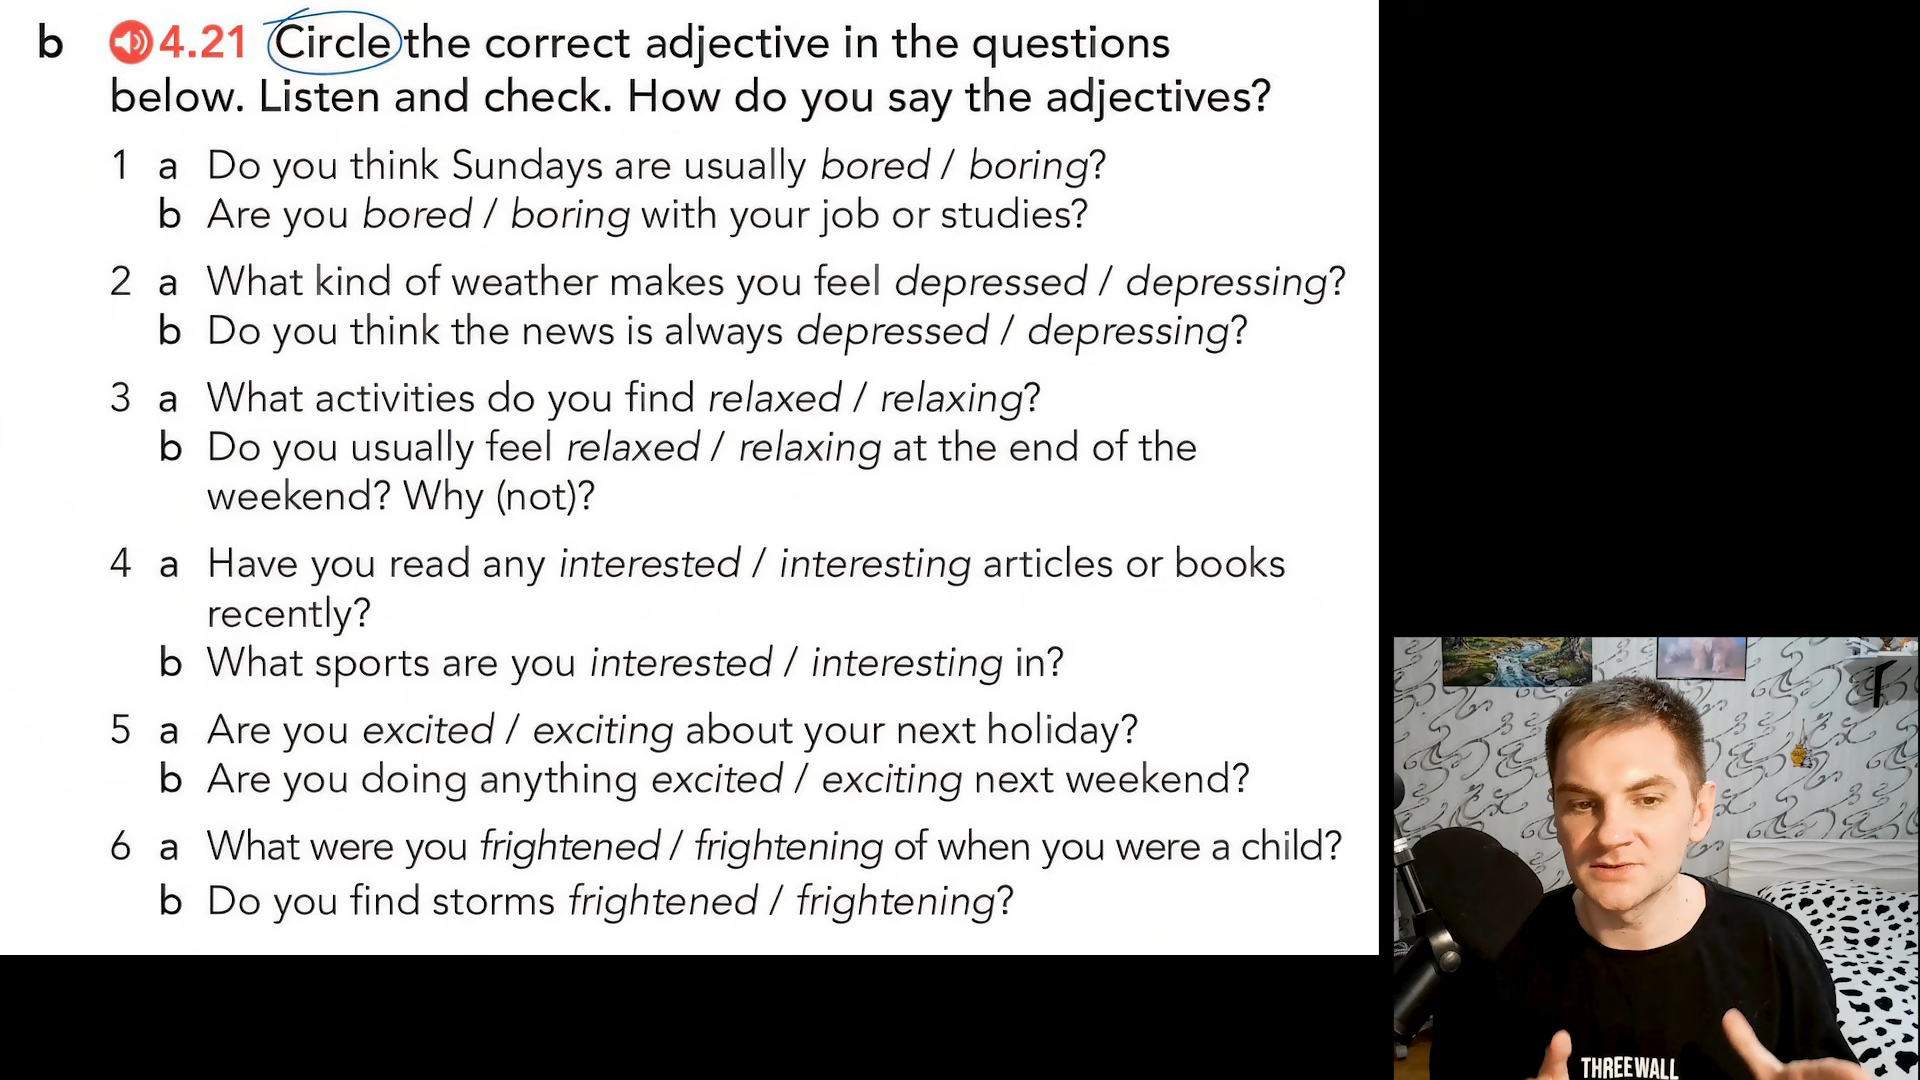 b 4.21 Circle the correct adjective in the questions
below. Listen and check. How do you say the adjectives?
1 a Do you think Sundays are usually bored / boring?
b Are you bored / boring with your job or studies?
2 a What kind of weather makes you feel depressed / depressing?
b Do you think the news is always depressed / depressing?
3 a What activities do you find relaxed / relaxing?
b Do you usually feel relaxed / relaxing at the end of the
weekend? Why (not)?
4 a Have you read any interested / interesting articles or books
recently?
b What sports are you interested / interesting in?
5 a Are you excited / exciting about your next holiday?
b Are you doing anything excited / exciting next weekend?
6 a What were you frightened / frightening of when you were a child?
b Do you find storms frightened / frightening?
THREE WALL